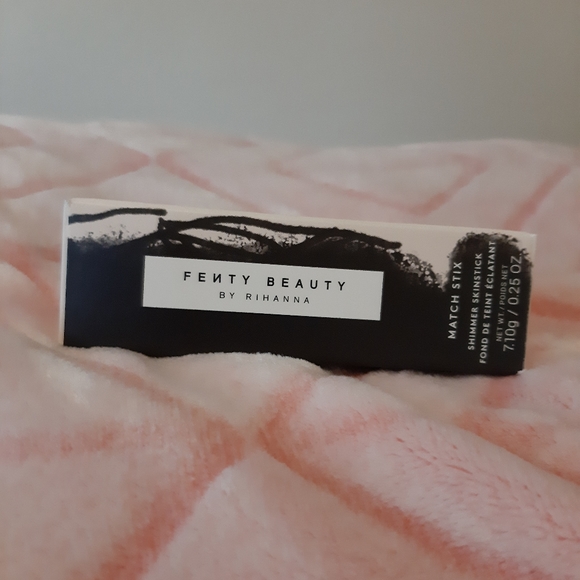 FEИTY BEAUTY
BY RIHANNA
MATCH STIX
SHIMMER SKINSTICK
FOND DE TEINT ÉCLATANT
NET WT./POIDS NET
7.10g / 0.25 OZ.